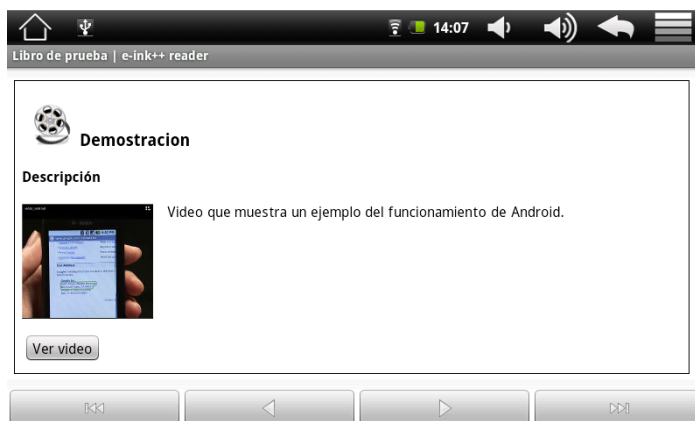 14:07
Libro de prueba | e-ink++ reader
Demostracion
Descripción
Video que muestra un ejemplo del funcionamiento de Android.
Ver video